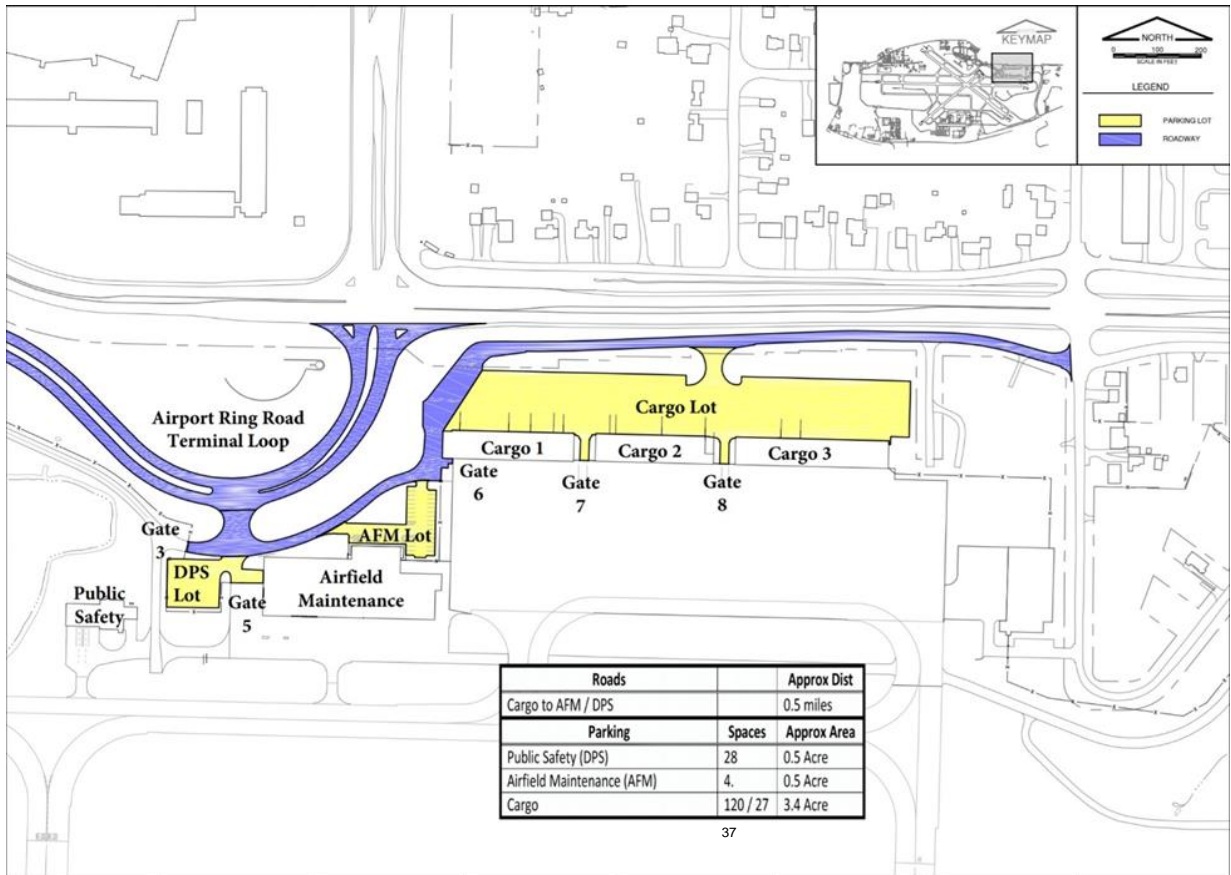 KEYMAP
NORTH
0 100 200
SCALE IN FEET
LEGEND
PARKING LOT
ROADWAY
Airport Ring Road
Terminal Loop
Cargo Lot
Cargo 1
Cargo 2
Cargo 3
Gate
6
Gate
7
Gate
8
Gate
3
AFM Lot
DPS
Lot
Airfield
Maintenance
Public
Safety
Gate
5
Roads Approx Dist
Cargo to AFM / DPS 0.5 miles
Parking Spaces Approx Area
Public Safety (DPS) 28 0.5 Acre
Airfield Maintenance (AFM) 4. 0.5 Acre
Cargo 120 / 27 3.4 Acre
37